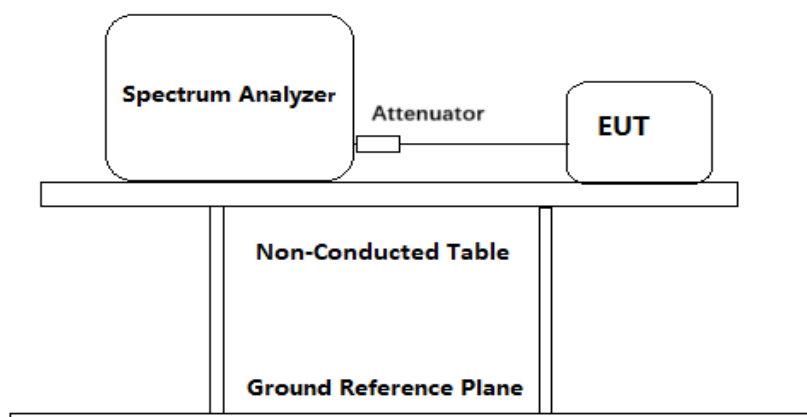 Spectrum Analyzer
Attenuator
EUT
Non-Conducted Table
Ground Reference Plane